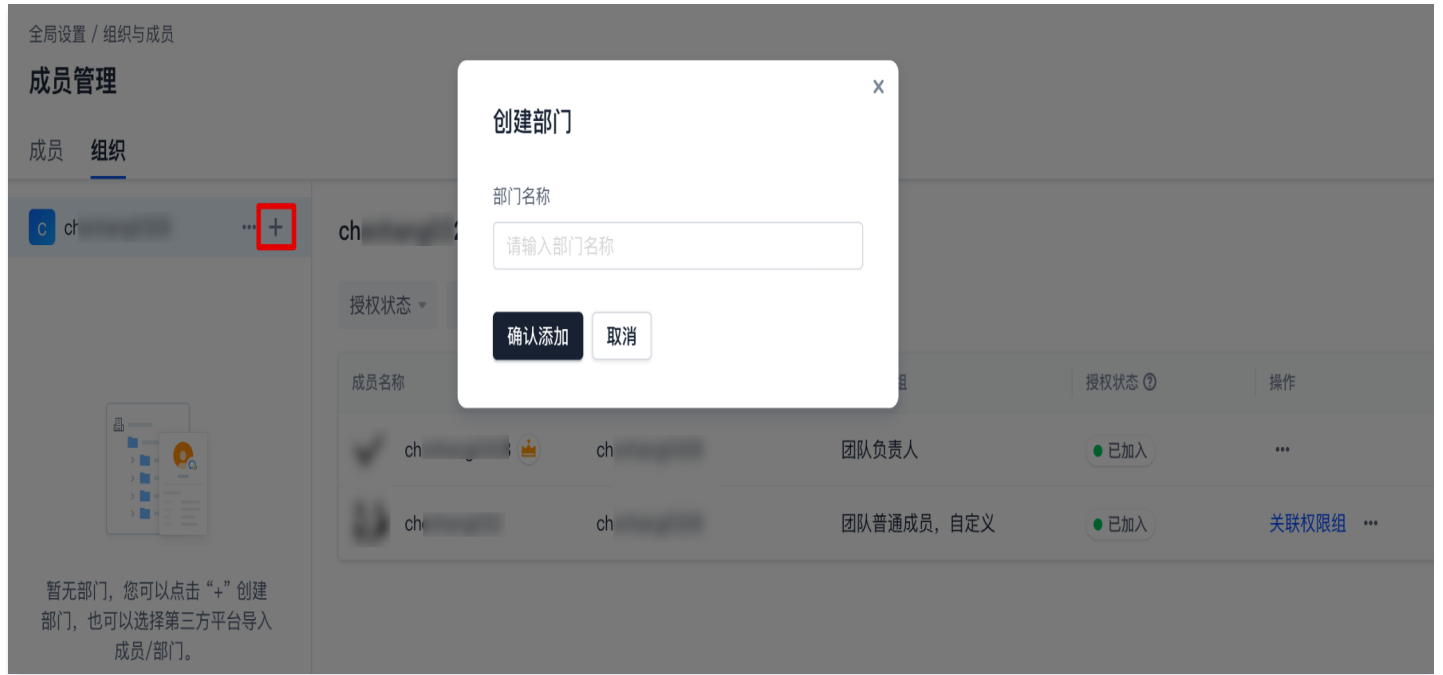 全局设置 / 组织与成员
成员管理
成员 组织
x
创建部门
部门名称
请输入部门名称
确认添加 取消
C ch ··· +
ch
授权状态
成员名称 组 授权状态 操作
ch ch 团队负责人 已加入 ···
ch ch 团队普通成员，自定义 已加入 关联权限组 ···
暂无部门，您可以点击“+”创建
部门，也可以选择第三方平台导入
成员/部门。